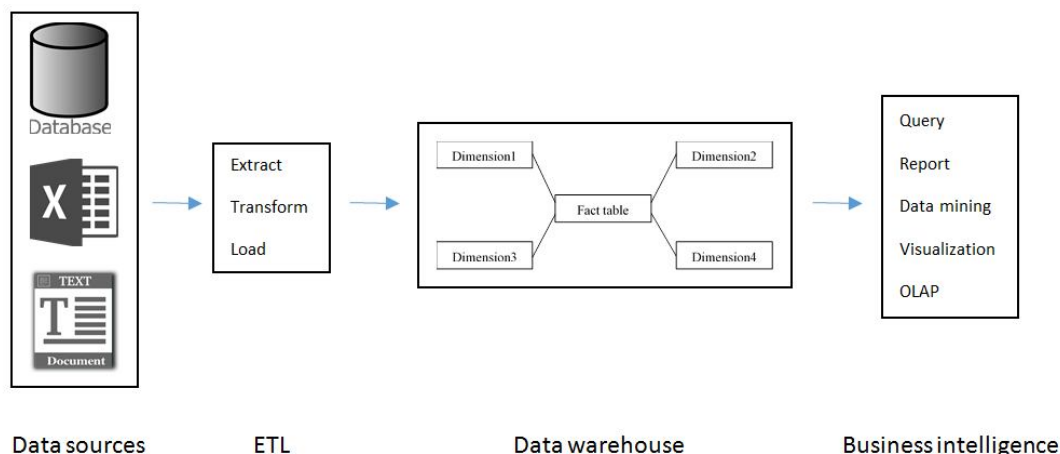 Database
X
TEXT
T
Document
Extract
Transform
Load
Dimension1
Dimension2
Fact table
Dimension3
Dimension4
Query
Report
Data mining
Visualization
OLAP
Data sources
ETL
Data warehouse
Business intelligence